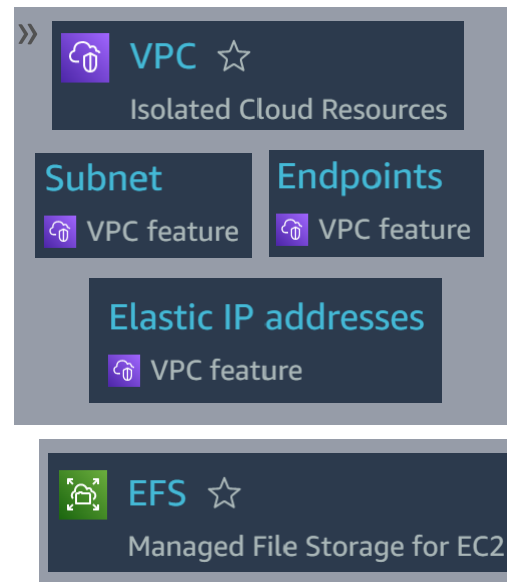 »
VPC
Isolated Cloud Resources
Subnet
VPC feature
Endpoints
VPC feature
Elastic IP addresses
VPC feature
EFS
Managed File Storage for EC2